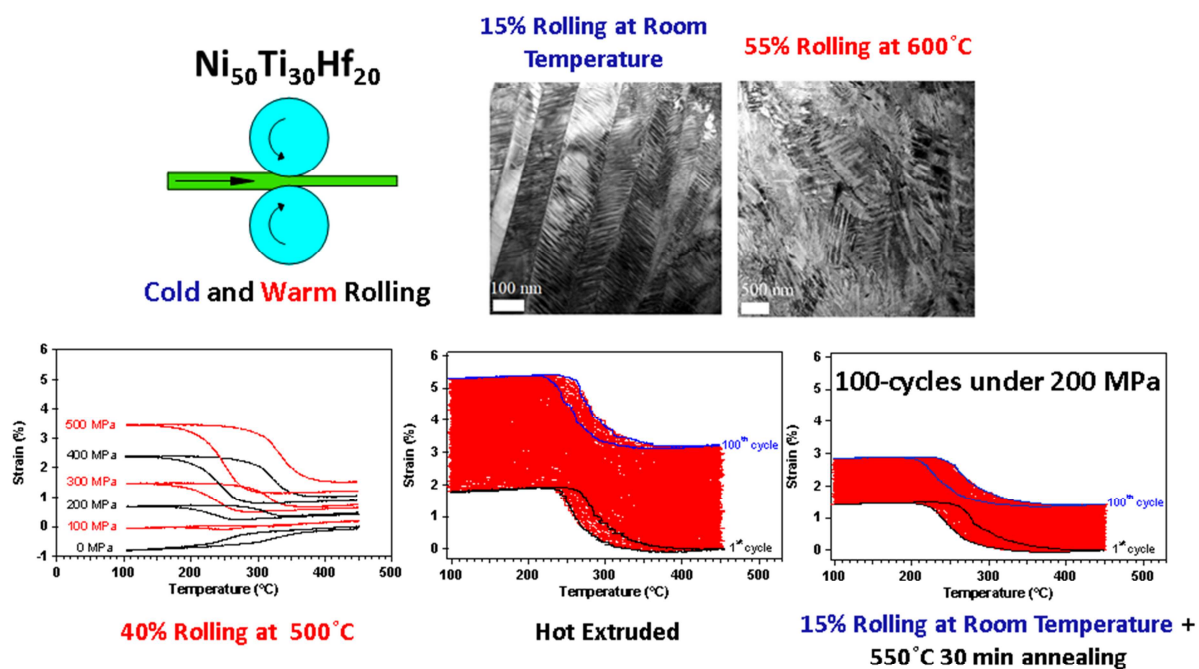 Ni₅₀Ti₃₀Hf₂₀
Cold and Warm Rolling
15% Rolling at Room
Temperature
55% Rolling at 600°C
100 nm
500 nm
6
5
4
3
2
1
0
-1
Strain (%)
500 MPa
400 MPa
300 MPa
200 MPa
100 MPa
0 MPa
0 100 200 300 400 500
Temperature (°C)
40% Rolling at 500°C
6
5
4
3
2
1
0
Strain (%)
100th cycle
1st cycle
100 200 300 400 500
Temperature (°C)
Hot Extruded
100-cycles under 200 MPa
6
5
4
3
2
1
0
Strain (%)
100th cycle
1st cycle
100 200 300 400 500
Temperature (°C)
15% Rolling at Room Temperature +
550°C 30 min annealing